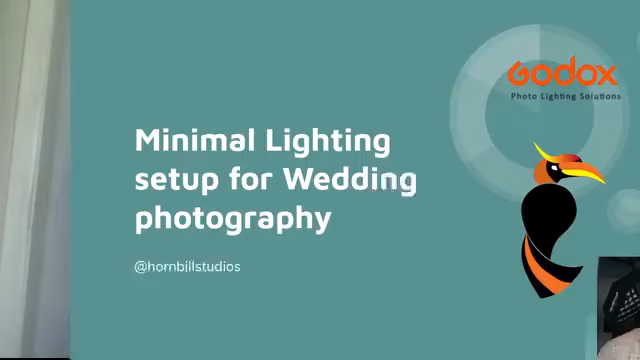 Godox
Photo Lighting Solutions
Minimal Lighting
setup for Wedding
photography
@hornbillstudios